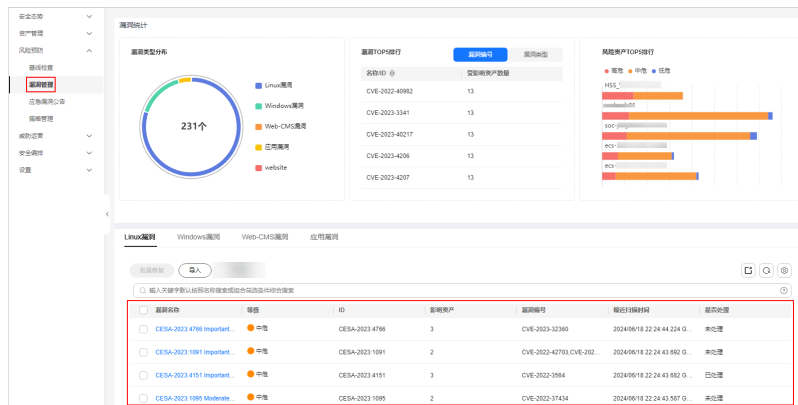 安全态势
资产管理
风险预防
基线检查
漏洞管理
应急漏洞公告
策略管理
威胁运营
安全编排
设置
漏洞统计
漏洞类型分布
231个
Linux漏洞
Windows漏洞
Web-CMS漏洞
应用漏洞
website
漏洞TOP5排行
漏洞编号 漏洞类型
名称/ID 受影响资产数量
CVE-2022-40982 13
CVE-2023-3341 13
CVE-2023-40217 13
CVE-2023-4206 13
CVE-2023-4207 13
风险资产TOP5排行
高危 中危 低危
HSS_
soc-
ecs-
ecs-
Linux漏洞 Windows漏洞 Web-CMS漏洞 应用漏洞
批量修复 导入
输入关键字默认按照名称搜索或组合筛选条件综合搜索
漏洞名称 等级 ID 影响资产 漏洞编号 最近扫描时间 是否处理
CESA-2023:4766 Important... 中危 CESA-2023:4766 3 CVE-2023-32360 2024/06/18 22:24:44.224 G... 未处理
CESA-2023:1091 Important... 中危 CESA-2023:1091 2 CVE-2022-42703,CVE-202... 2024/06/18 22:24:43.692 G... 未处理
CESA-2023:4151 Important... 中危 CESA-2023:4151 3 CVE-2022-3564 2024/06/18 22:24:43.682 G... 已处理
CESA-2023:1095 Moderate... 中危 CESA-2023:1095 2 CVE-2022-37434 2024/06/18 22:24:43.587 G... 未处理